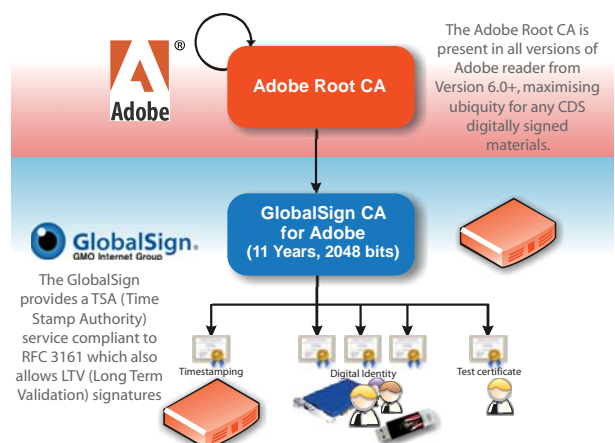 ®
Adobe
Adobe Root CA
The Adobe Root CA is
present in all versions of
Adobe reader from
Version 6.0+, maximising
ubiquity for any CDS
digitally signed
materials.
GlobalSign CA
for Adobe
(11 Years, 2048 bits)
GlobalSign®
GMO Internet Group
The GlobalSign
provides a TSA (Time
Stamp Authority)
service compliant to
RFC 3161 which also
allows LTV (Long Term
Validation) signatures
Timestamping
Digital Identity
Test certificate